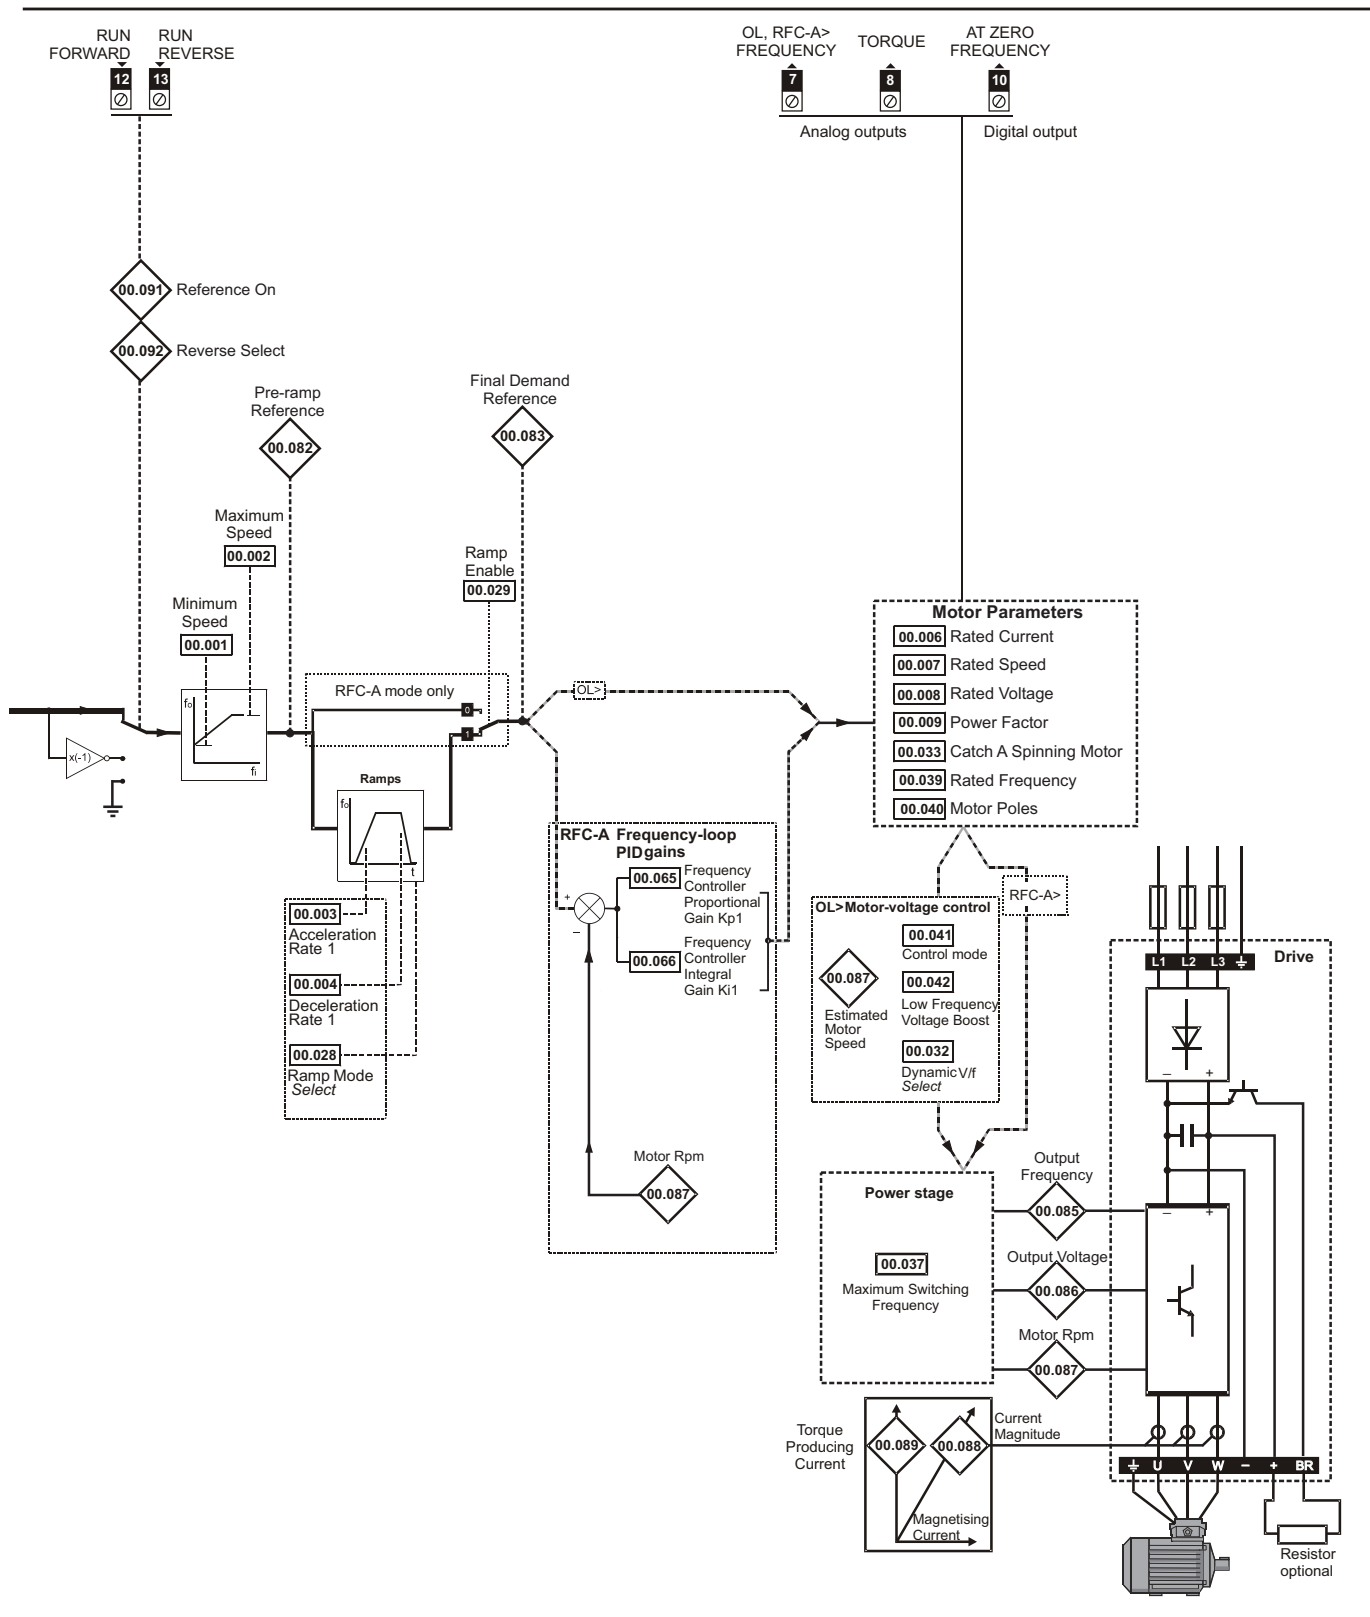 RUN
FORWARD
RUN
REVERSE
12
13
OL, RFC-A>
FREQUENCY
TORQUE
AT ZERO
FREQUENCY
7
8
10
Analog outputs
Digital output
00.091
Reference On
00.092
Reverse Select
Pre-ramp
Reference
00.082
Final Demand
Reference
00.083
Maximum
Speed
00.002
Minimum
Speed
00.001
Ramp
Enable
00.029
x(-1)
fo
fi
RFC-A mode only
0
1
Ramps
fo
t
00.003
Acceleration
Rate 1
00.004
Deceleration
Rate 1
00.028
Ramp Mode
Select
OL>
RFC-A Frequency-loop
PID gains
+
–
00.065
Frequency
Controller
Proportional
Gain Kp1
00.066
Frequency
Controller
Integral
Gain Ki1
Motor Rpm
00.087
Motor Parameters
00.006 Rated Current
00.007 Rated Speed
00.008 Rated Voltage
00.009 Power Factor
00.033 Catch A Spinning Motor
00.039 Rated Frequency
00.040 Motor Poles
RFC-A>
OL> Motor-voltage control
00.087
Estimated
Motor
Speed
00.041
Control mode
00.042
Low Frequency
Voltage Boost
00.032
Dynamic V/f
Select
Power stage
00.037
Maximum Switching
Frequency
Output
Frequency
00.085
Output Voltage
00.086
Motor Rpm
00.087
Torque
Producing
Current
00.089
00.088
Current
Magnitude
Magnetising
Current
Drive
L1 L2 L3
– +
– +
U V W – + BR
Resistor
optional